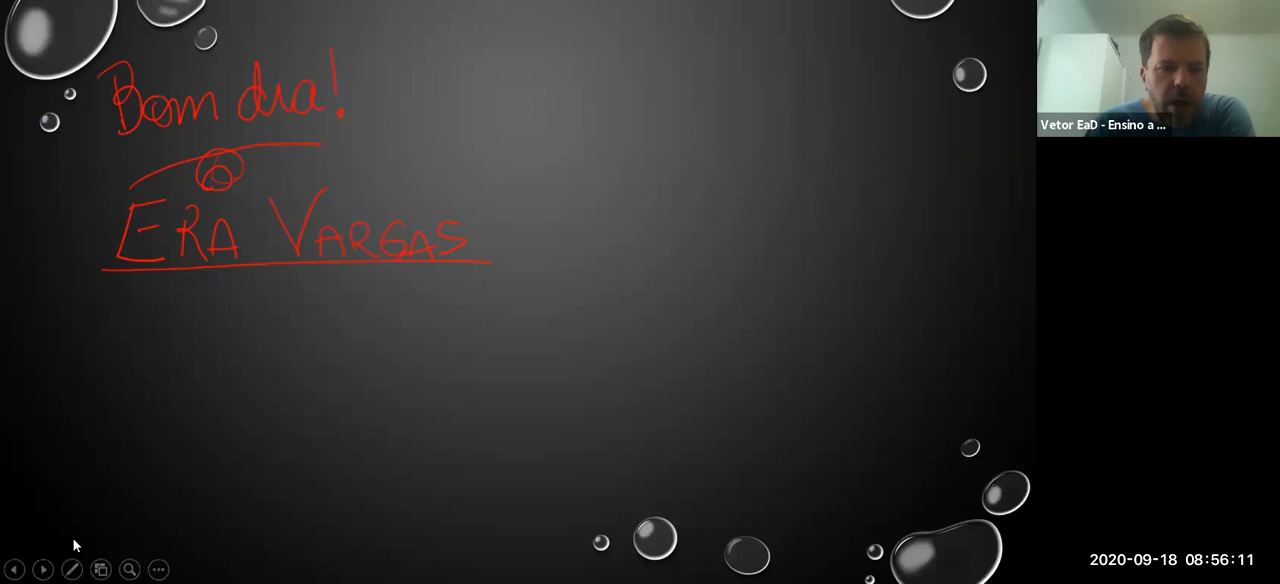 Bom dia!
ERA VARGAS
Vetor EaD - Ensino a ...
2020-09-18 08:56:11